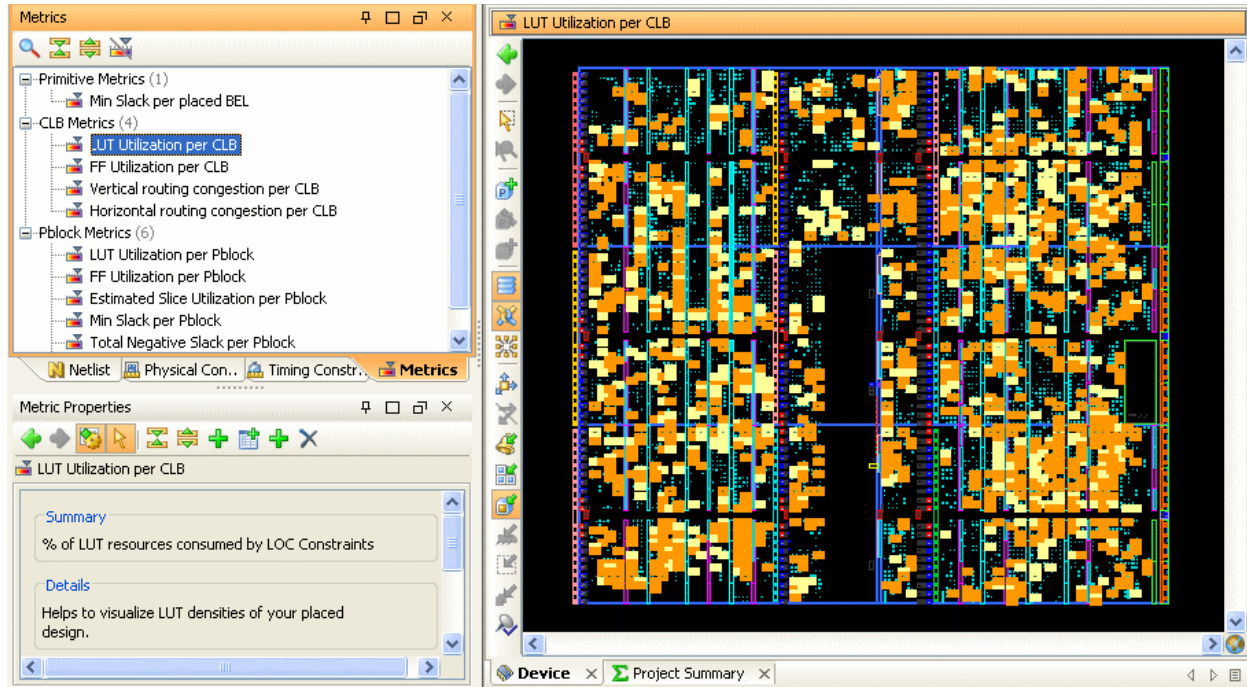 Metrics
Primitive Metrics (1)
Min Slack per placed BEL
CLB Metrics (4)
LUT Utilization per CLB
FF Utilization per CLB
Vertical routing congestion per CLB
Horizontal routing congestion per CLB
Pblock Metrics (6)
LUT Utilization per Pblock
FF Utilization per Pblock
Estimated Slice Utilization per Pblock
Min Slack per Pblock
Total Negative Slack per Pblock
Netlist Physical Con.. Timing Constr.. Metrics
Metric Properties
LUT Utilization per CLB
Summary
% of LUT resources consumed by LOC Constraints
Details
Helps to visualize LUT densities of your placed
design.
LUT Utilization per CLB
Device Project Summary